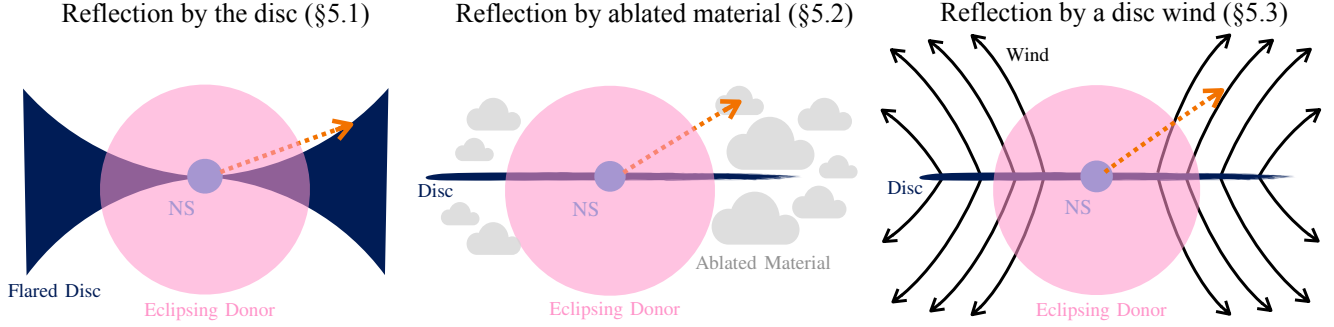 Reflection by the disc (§5.1)
NS
Flared Disc
Eclipsing Donor
Reflection by ablated material (§5.2)
Disc
NS
Ablated Material
Eclipsing Donor
Reflection by a disc wind (§5.3)
Wind
Disc
NS
Eclipsing Donor